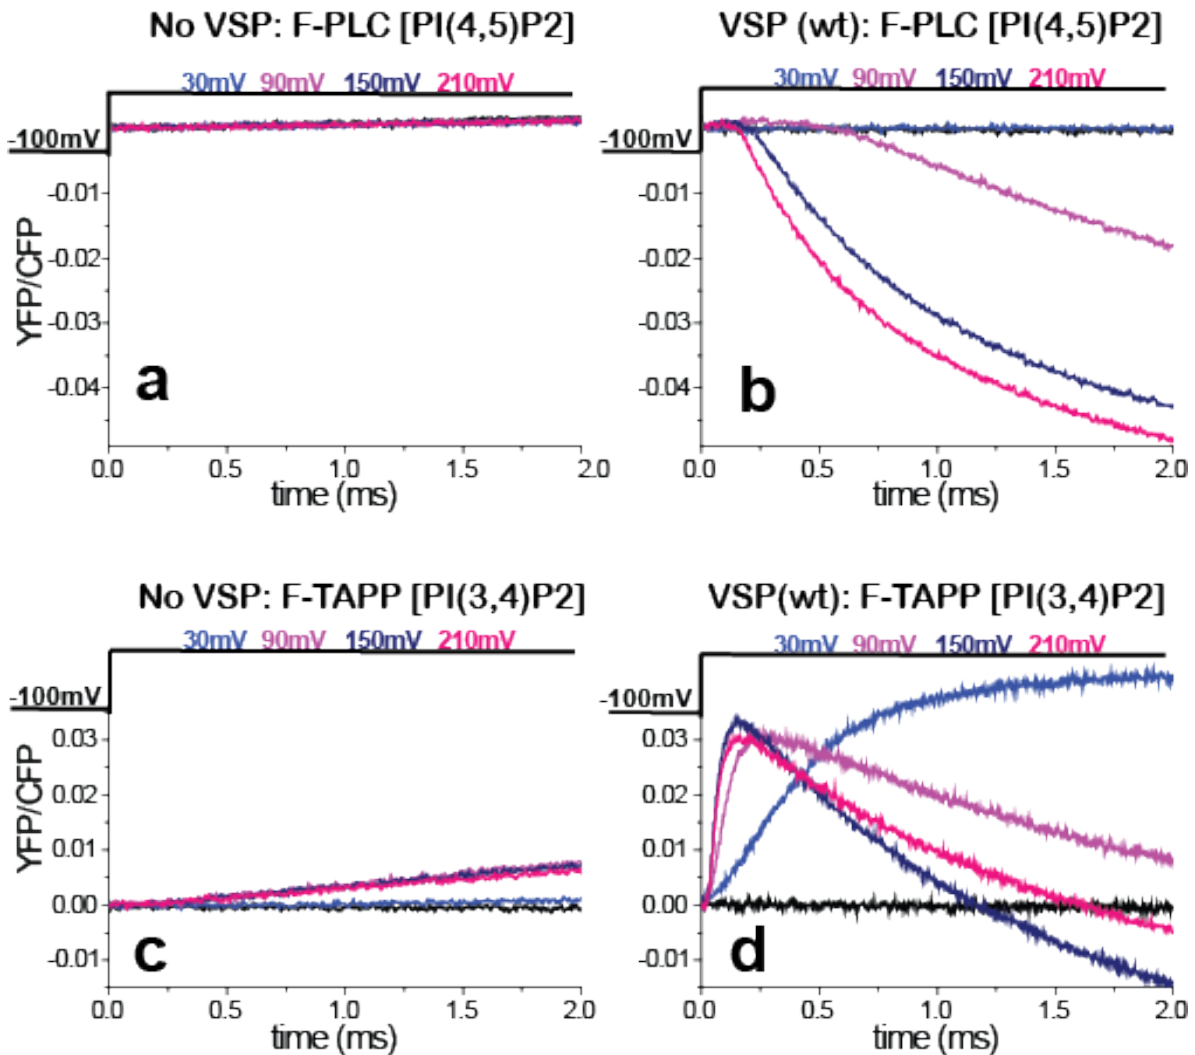 No VSP: F-PLC [PI(4,5)P2]
30mV 90mV 150mV 210mV
-100mV
-0.01
-0.02
-0.03
-0.04
YFP/CFP
a
0.0 0.5 1.0 1.5 2.0
time (ms)
VSP (wt): F-PLC [PI(4,5)P2]
30mV 90mV 150mV 210mV
-100mV
-0.01
-0.02
-0.03
-0.04
b
0.0 0.5 1.0 1.5 2.0
time (ms)
No VSP: F-TAPP [PI(3,4)P2]
30mV 90mV 150mV 210mV
-100mV
0.03
0.02
0.01
0.00
-0.01
YFP/CFP
c
0.0 0.5 1.0 1.5 2.0
time (ms)
VSP(wt): F-TAPP [PI(3,4)P2]
30mV 90mV 150mV 210mV
-100mV
0.03
0.02
0.01
0.00
-0.01
d
0.0 0.5 1.0 1.5 2.0
time (ms)